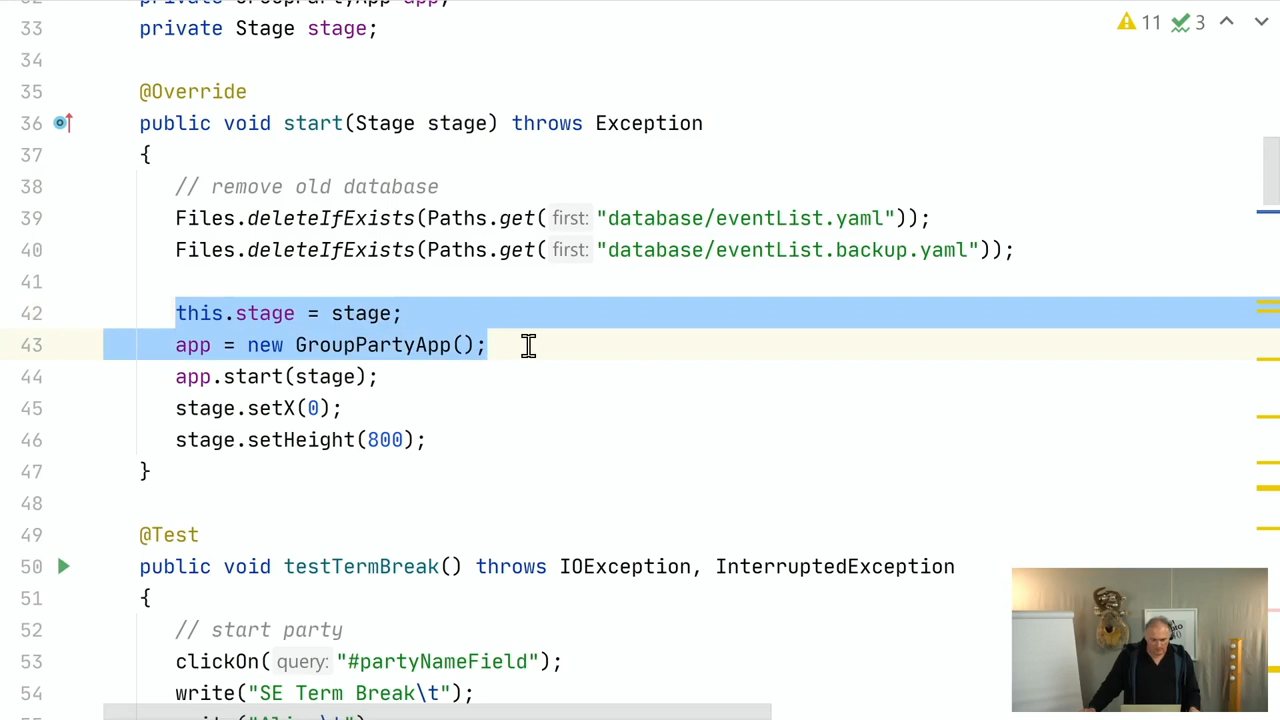 private GroupPartyApp app;
33 private Stage stage;
34
35 @Override
36 public void start(Stage stage) throws Exception
37 {
38 // remove old database
39 Files.deleteIfExists(Paths.get( first: "database/eventList.yaml"));
40 Files.deleteIfExists(Paths.get( first: "database/eventList.backup.yaml"));
41
42 this.stage = stage;
43 app = new GroupPartyApp();
44 app.start(stage);
45 stage.setX(0);
46 stage.setHeight(800);
47 }
48
49 @Test
50 public void testTermBreak() throws IOException, InterruptedException
51 {
52 // start party
53 clickOn( query: "#partyNameField");
54 write("SE Term Break\t");
11 3